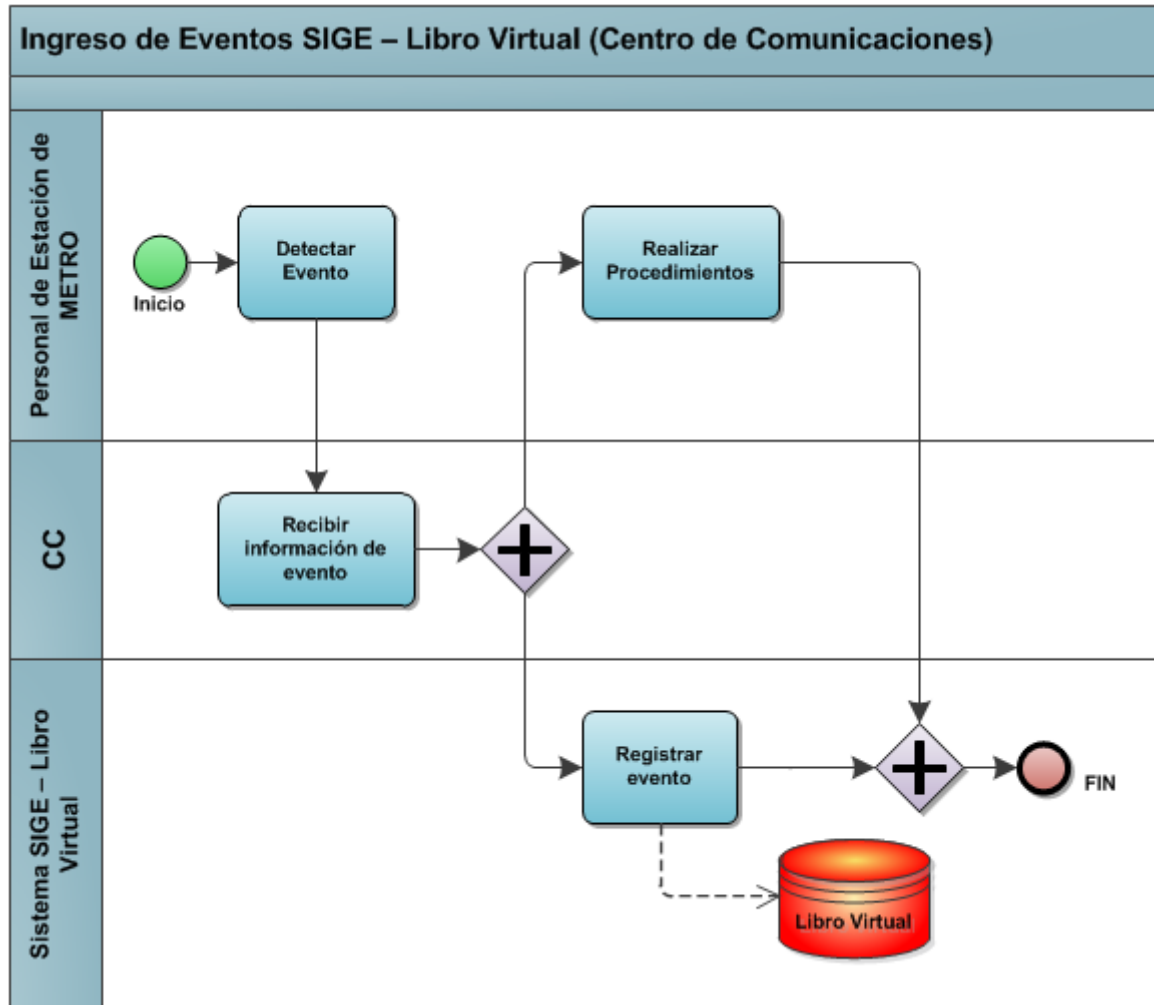 Ingreso de Eventos SIGE – Libro Virtual (Centro de Comunicaciones)
Personal de Estación de
METRO
Inicio
Detectar
Evento
Realizar
Procedimientos
CC
Recibir
información de
evento
Sistema SIGE – Libro
Virtual
Registrar
evento
FIN
Libro Virtual